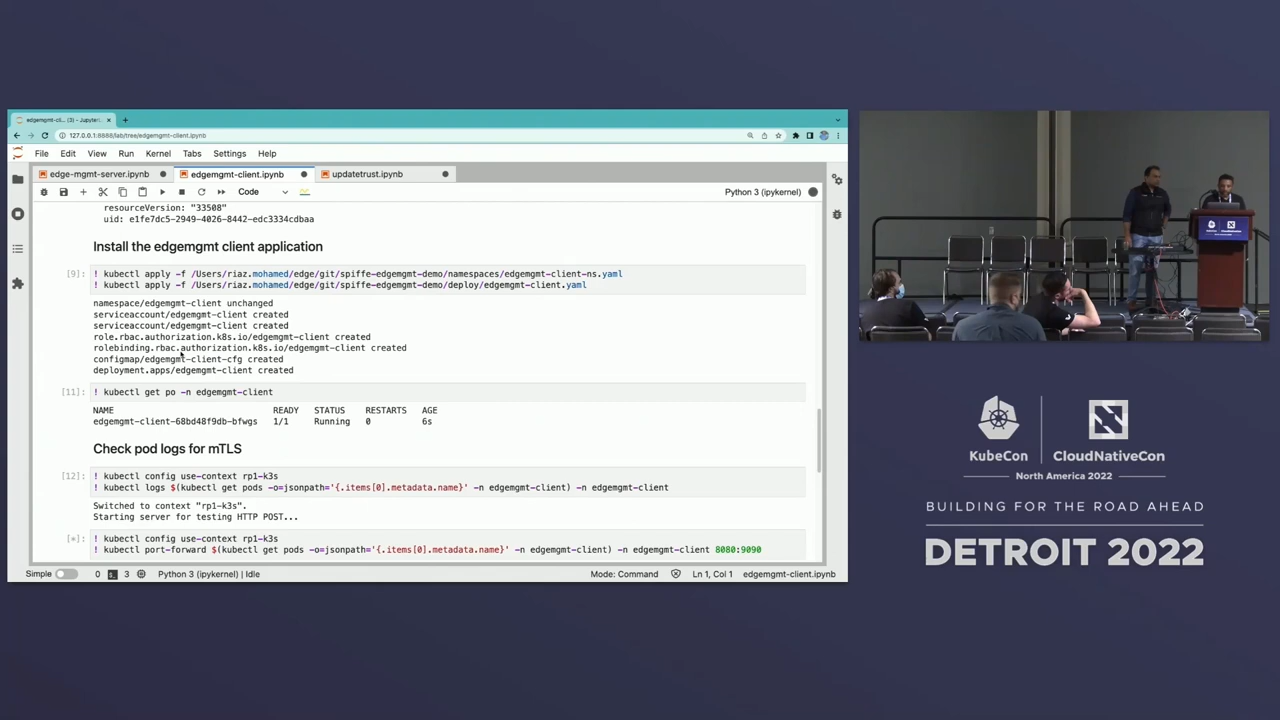 edgemgmt-cli... (3) - Jupyter
127.0.0.1:8888/lab/tree/edgemgmt-client.ipynb
File Edit View Run Kernel Tabs Settings Help
edge-mgmt-server.ipynb edgemgmt-client.ipynb updatetrust.ipynb
Code Python 3 (ipykernel)
resourceVersion: "33508"
uid: e1fe7dc5-2949-4026-8442-edc3334cdbaa
Install the edgemgmt client application
[9]: ! kubectl apply -f /Users/riaz.mohamed/edge/git/spiffe-edgemgmt-demo/namespaces/edgemgmt-client-ns.yaml
! kubectl apply -f /Users/riaz.mohamed/edge/git/spiffe-edgemgmt-demo/deploy/edgemgmt-client.yaml
namespace/edgemgmt-client unchanged
serviceaccount/edgemgmt-client created
serviceaccount/edgemgmt-client created
role.rbac.authorization.k8s.io/edgemgmt-client created
rolebinding.rbac.authorization.k8s.io/edgemgmt-client created
configmap/edgemgmt-client-cfg created
deployment.apps/edgemgmt-client created
[11]: ! kubectl get po -n edgemgmt-client
NAME READY STATUS RESTARTS AGE
edgemgmt-client-68bd48f9db-bfwgs 1/1 Running 0 6s
Check pod logs for mTLS
[12]: ! kubectl config use-context rp1-k3s
! kubectl logs $(kubectl get pods -o=jsonpath='{.items[0].metadata.name}' -n edgemgmt-client) -n edgemgmt-client
Switched to context "rp1-k3s".
Starting server for testing HTTP POST...
[*]: ! kubectl config use-context rp1-k3s
! kubectl port-forward $(kubectl get pods -o=jsonpath='{.items[0].metadata.name}' -n edgemgmt-client) -n edgemgmt-client 8080:9090
Simple 0 3 Python 3 (ipykernel) | Idle Mode: Command Ln 1, Col 1 edgemgmt-client.ipynb
KubeCon CloudNativeCon
North America 2022
BUILDING FOR THE ROAD AHEAD
DETROIT 2022